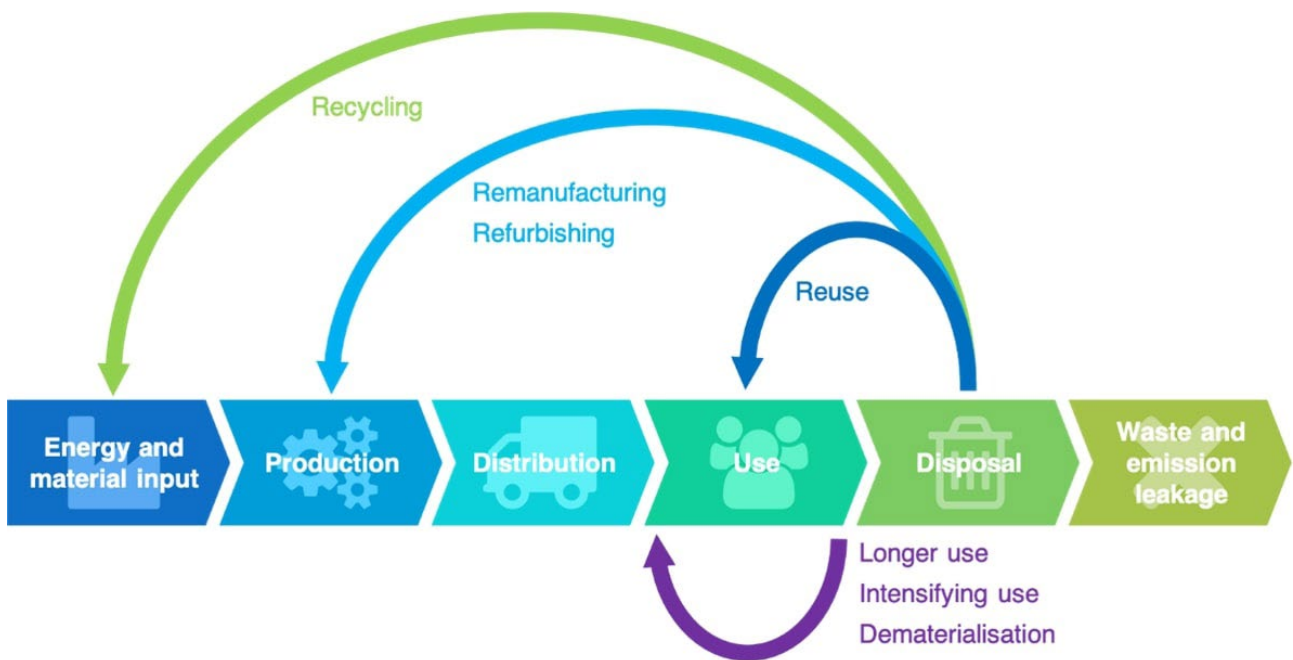 Recycling
Remanufacturing
Refurbishing
Reuse
Energy and
material input
Production
Distribution
Use
Disposal
Waste and
emission
leakage
Longer use
Intensifying use
Dematerialisation